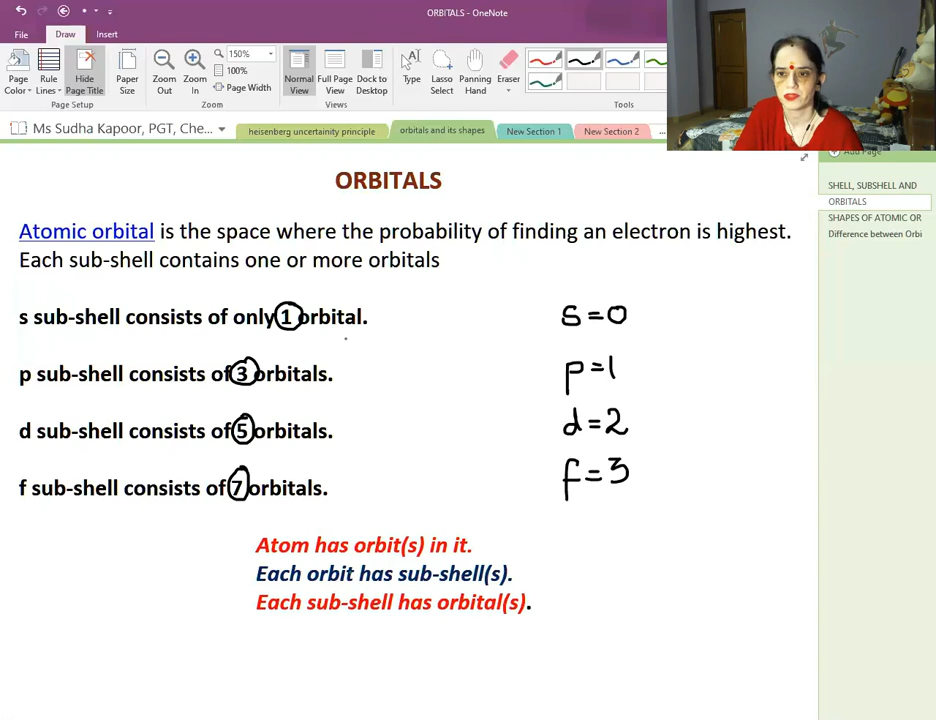 ORBITALS - OneNote
File Draw Insert
150%
100%
Page Width
Page Color Rule Lines Hide Page Title Paper Size Zoom Out Zoom In Normal View Full Page View Dock to Desktop Type Lasso Select Panning Hand Eraser
Page Setup Zoom Views Tools
Ms Sudha Kapoor, PGT, Che... heisenberg uncertainity principle orbitals and its shapes New Section 1 New Section 2 ...
Add Page
SHELL, SUBSHELL AND
ORBITALS
SHAPES OF ATOMIC OR
Difference between Orbi
ORBITALS
Atomic orbital is the space where the probability of finding an electron is highest.
Each sub-shell contains one or more orbitals
s sub-shell consists of only 1 orbital. s=0
p sub-shell consists of 3 orbitals. p=1
d sub-shell consists of 5 orbitals. d=2
f sub-shell consists of 7 orbitals. f=3
Atom has orbit(s) in it.
Each orbit has sub-shell(s).
Each sub-shell has orbital(s).